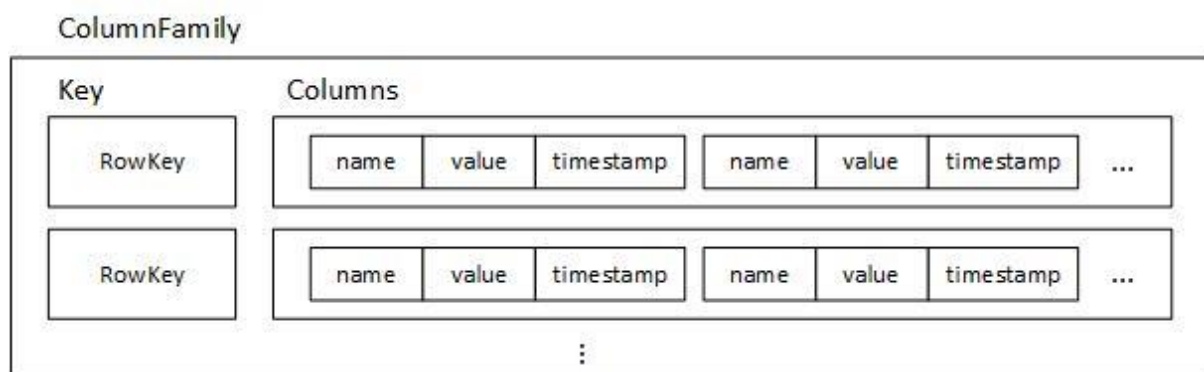 ColumnFamily
Key Columns
RowKey name value timestamp name value timestamp ...
RowKey name value timestamp name value timestamp ...
...